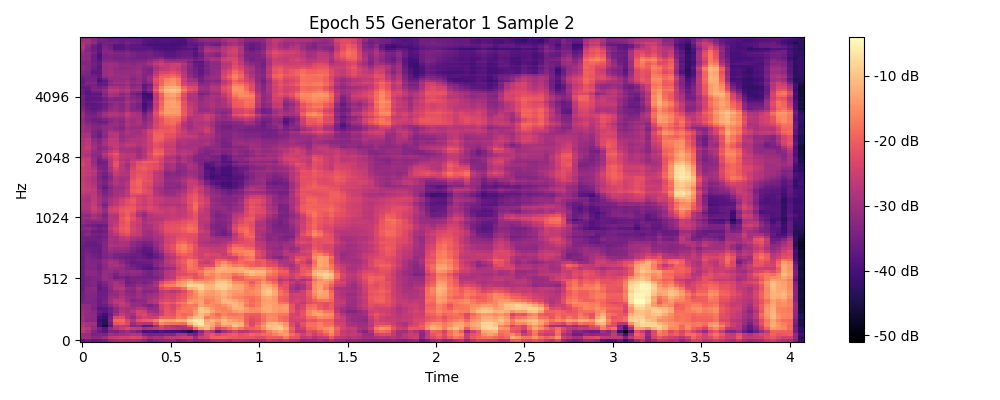 Epoch 55 Generator 1 Sample 2
Hz
4096
2048
1024
512
0
0 0.5 1 1.5 2 2.5 3 3.5 4
Time
-10 dB
-20 dB
-30 dB
-40 dB
-50 dB